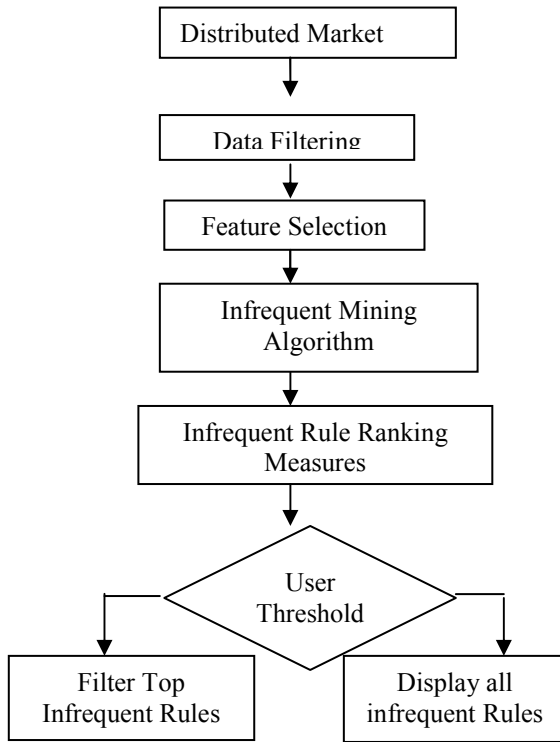 Distributed Market
Data Filtering
Feature Selection
Infrequent Mining
Algorithm
Infrequent Rule Ranking
Measures
User
Threshold
Filter Top
Infrequent Rules
Display all
infrequent Rules